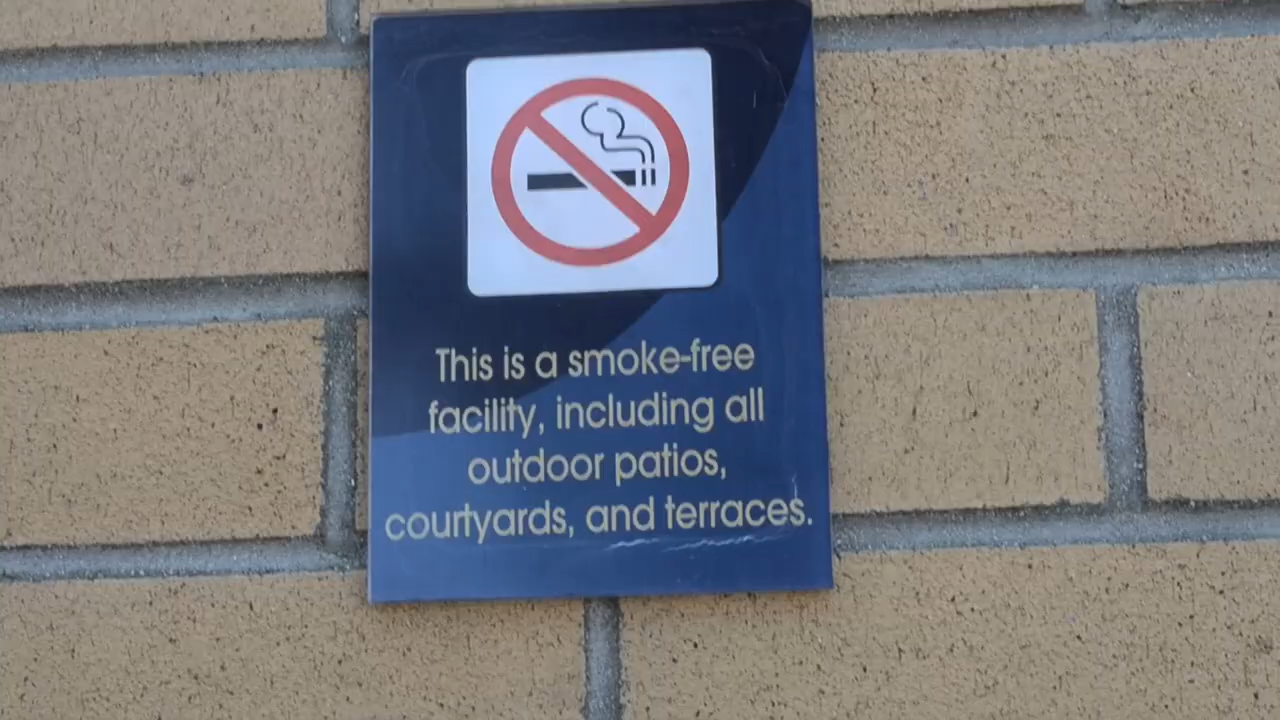 This is a smoke-free
facility, including all
outdoor patios,
courtyards, and terraces.